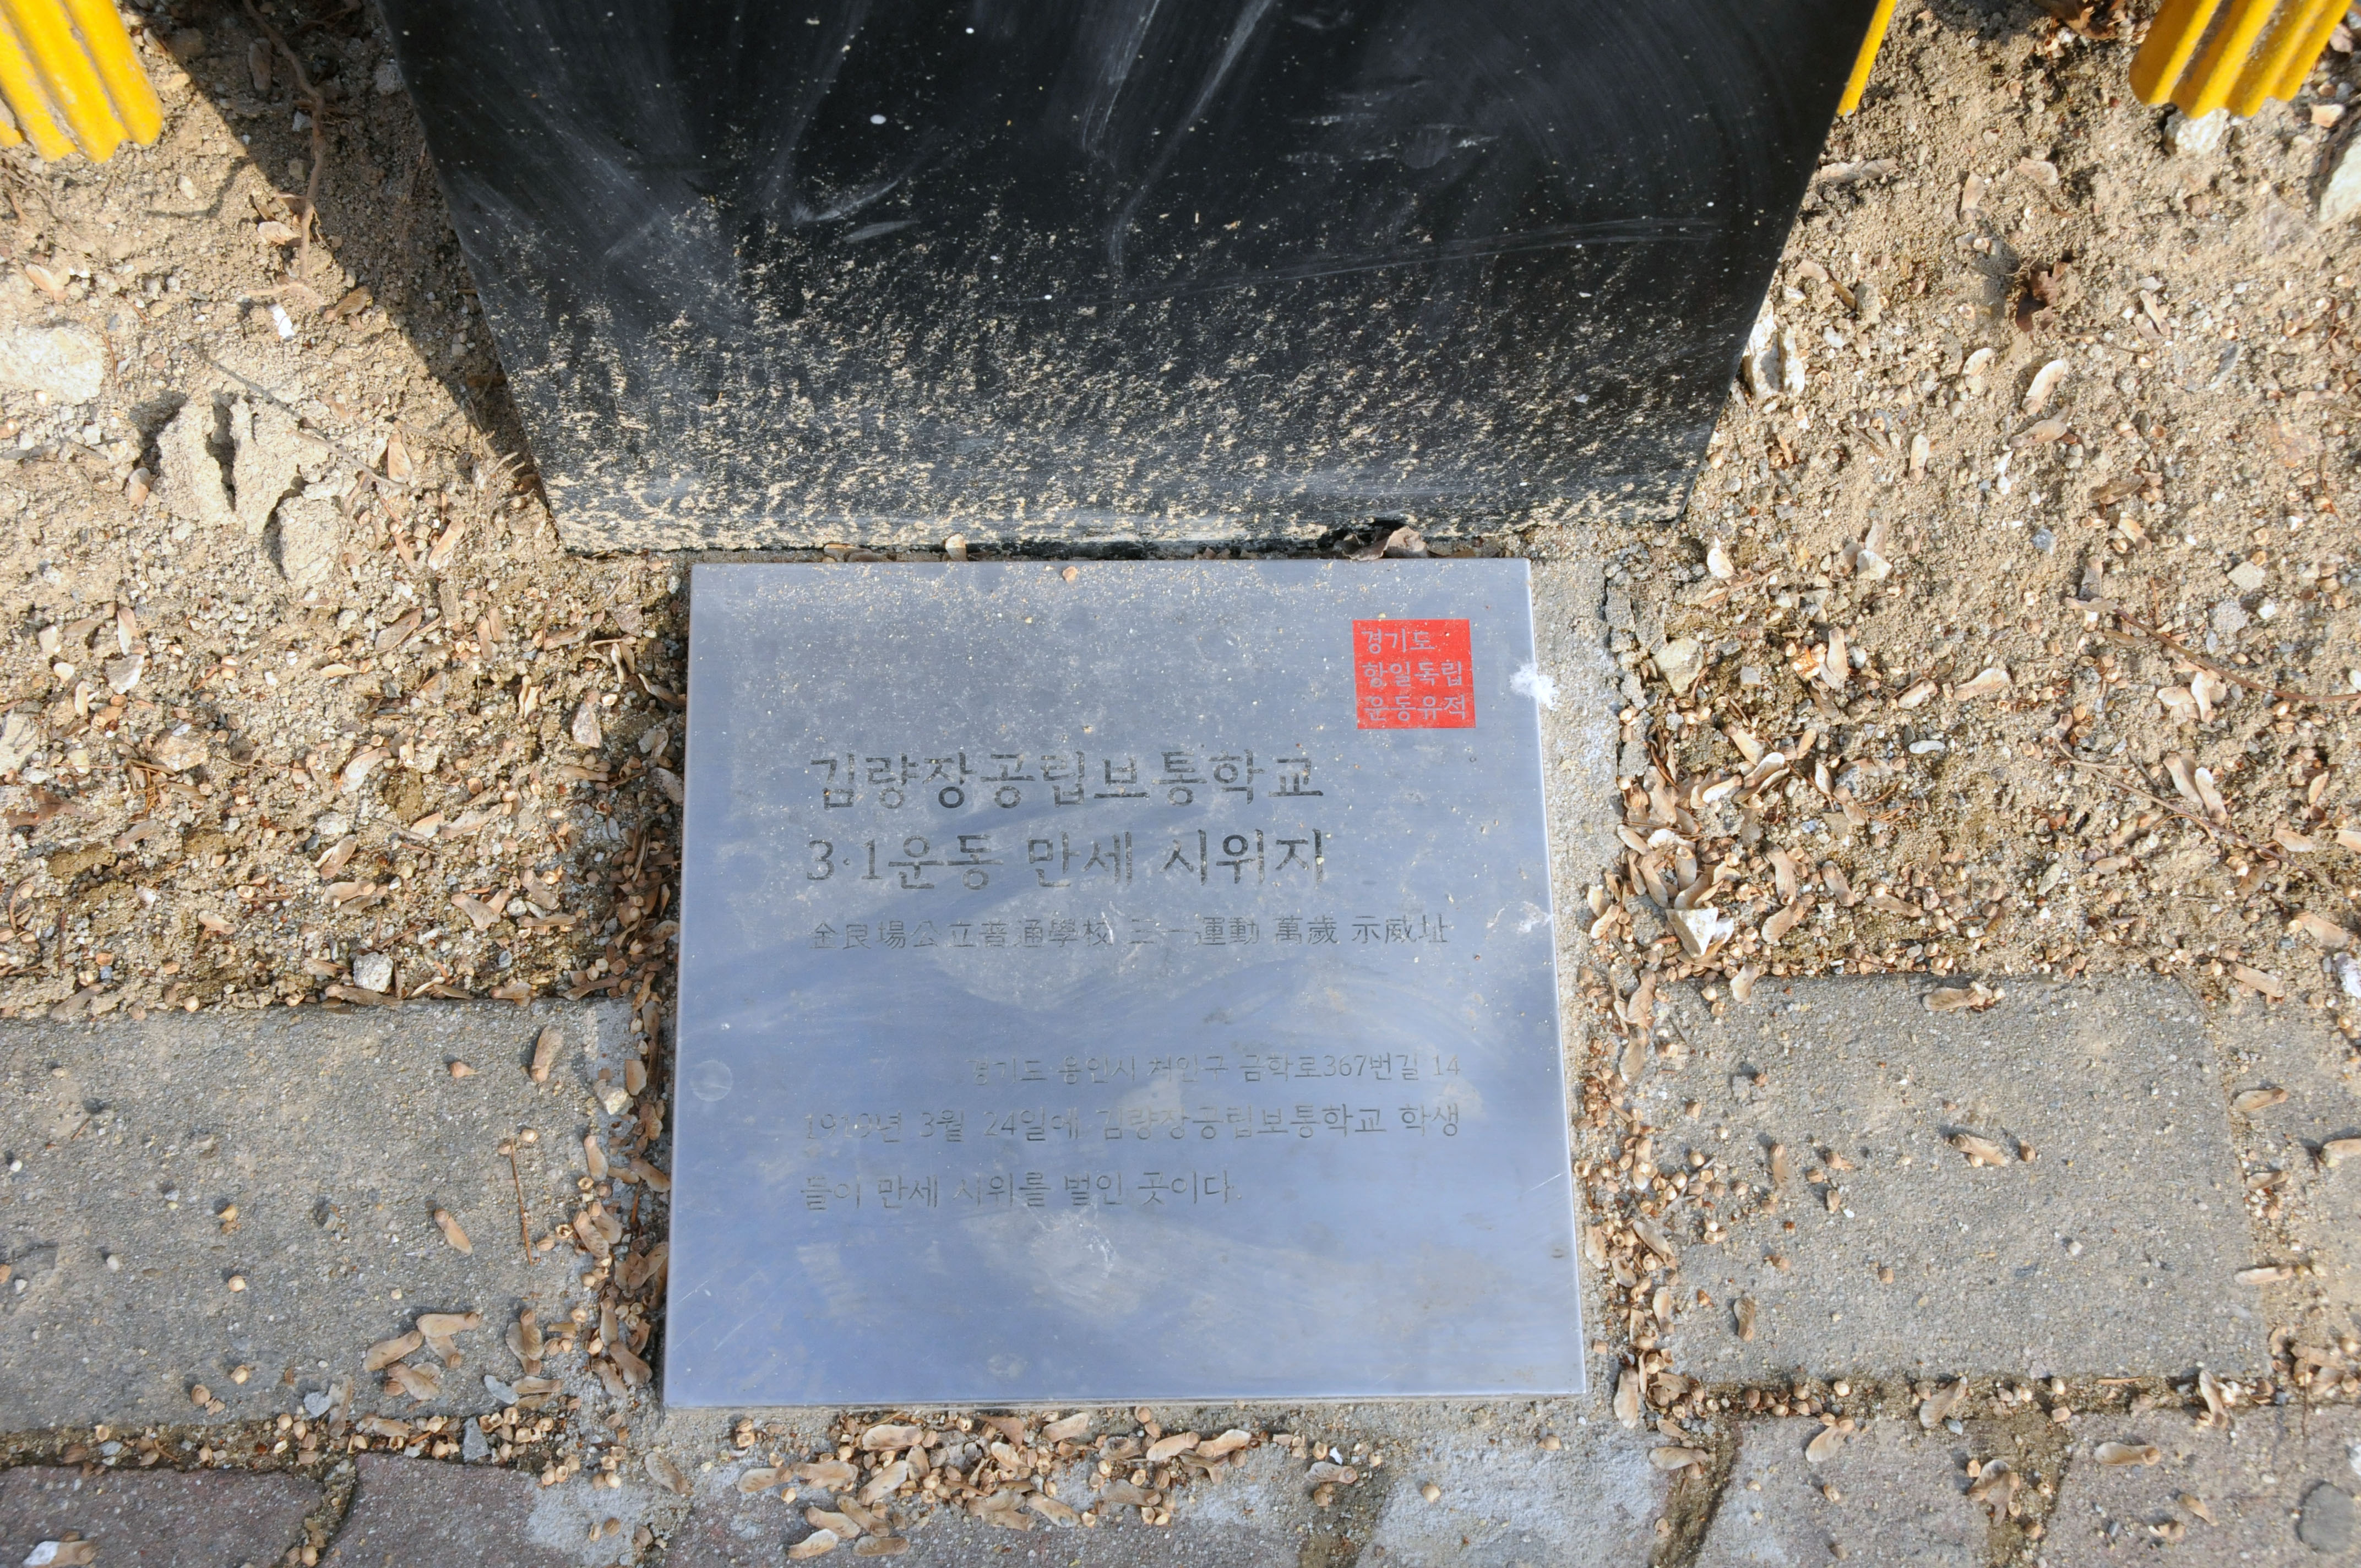 경기도
항일독립
운동유적
김량장공립보통학교
3·1운동 만세 시위지
金良場公立普通學校 三一運動 萬歲 示威址
경기도 용인시 처인구 금학로367번길 14
1919년 3월 24일에 김량장공립보통학교 학생
들이 만세 시위를 벌인 곳이다.